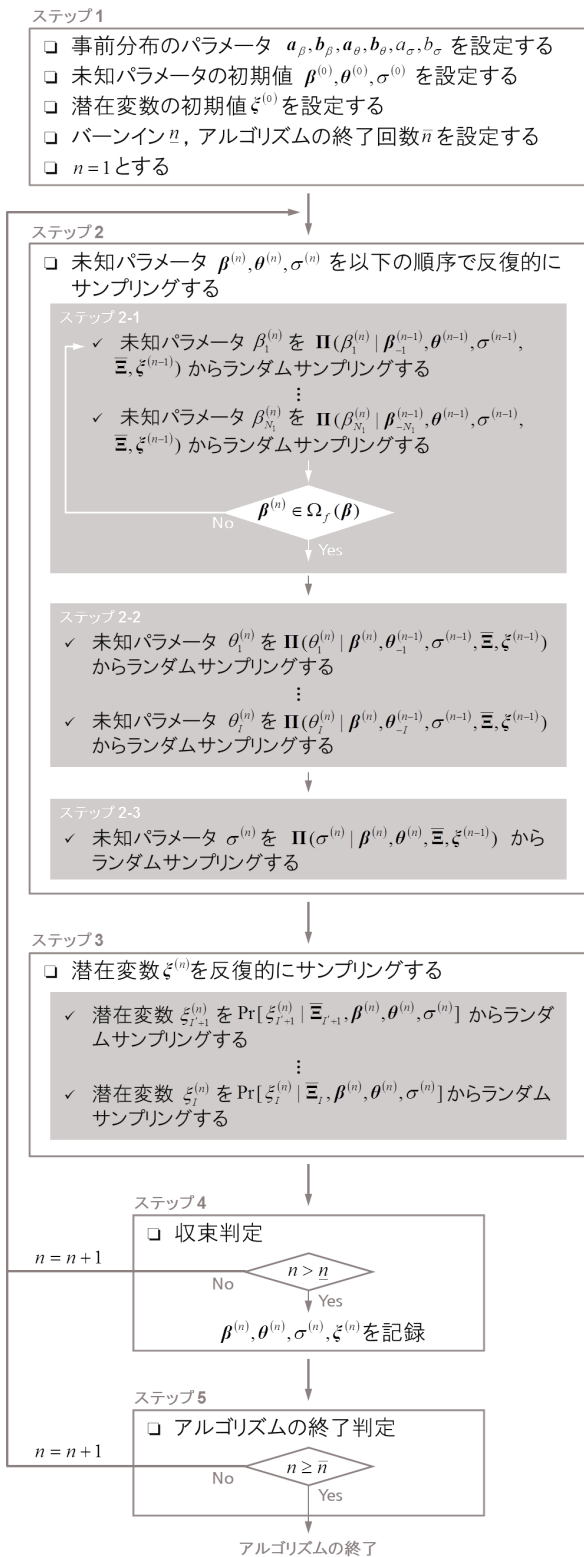 ステップ1
❏ 事前分布のパラメータ a_β, b_β, a_θ, b_θ, a_σ, b_σ を設定する
❏ 未知パラメータの初期値 β^(0), θ^(0), σ^(0) を設定する
❏ 潜在変数の初期値ξ^(0)を設定する
❏ バーンイン n̲, アルゴリズムの終了回数n̄を設定する
❏ n=1とする
ステップ2
❏ 未知パラメータ β^(n), θ^(n), σ^(n) を以下の順序で反復的に
サンプリングする
ステップ 2-1
✓ 未知パラメータ β_1^(n) を Π(β_1^(n) | β_{-1}^(n-1), θ^(n-1), σ^(n-1),
Ξ̄, ξ^(n-1)) からランダムサンプリングする
⋮
✓ 未知パラメータ β_{N_1}^(n) を Π(β_{N_1}^(n) | β_{-N_1}^(n-1), θ^(n-1), σ^(n-1),
Ξ̄, ξ^(n-1)) からランダムサンプリングする
β^(n) ∈ Ω_f(β)
No
Yes
Step 2-2
✓ 未知パラメータ θ_1^(n) を Π(θ_1^(n) | β^(n), θ_{-1}^(n-1), σ^(n-1), Ξ̄, ξ^(n-1))
からランダムサンプリングする
⋮
✓ 未知パラメータ θ_I^(n) を Π(θ_I^(n) | β^(n), θ_{-I}^(n-1), σ^(n-1), Ξ̄, ξ^(n-1))
からランダムサンプリングする
Step 2-3
✓ 未知パラメータ σ^(n) を Π(σ^(n) | β^(n), θ^(n), Ξ̄, ξ^(n-1)) から
ランダムサンプリングする
ステップ3
❏ 潜在変数ξ^(n)を反復的にサンプリングする
✓ 潜在変数 ξ_{I'+1}^(n) を Pr[ξ_{I'+1}^(n) | Ξ̄_{I'+1}, β^(n), θ^(n), σ^(n)] からランダ
ムサンプリングする
⋮
✓ 潜在変数 ξ_I^(n) を Pr[ξ_I^(n) | Ξ̄_I, β^(n), θ^(n), σ^(n)]からランダム
サンプリングする
ステップ4
❏ 収束判定
n = n+1
n > n̲
No
Yes
β^(n), θ^(n), σ^(n), ξ^(n)を記録
ステップ5
❏ アルゴリズムの終了判定
n = n+1
n ≥ n̄
No
Yes
アルゴリズムの終了